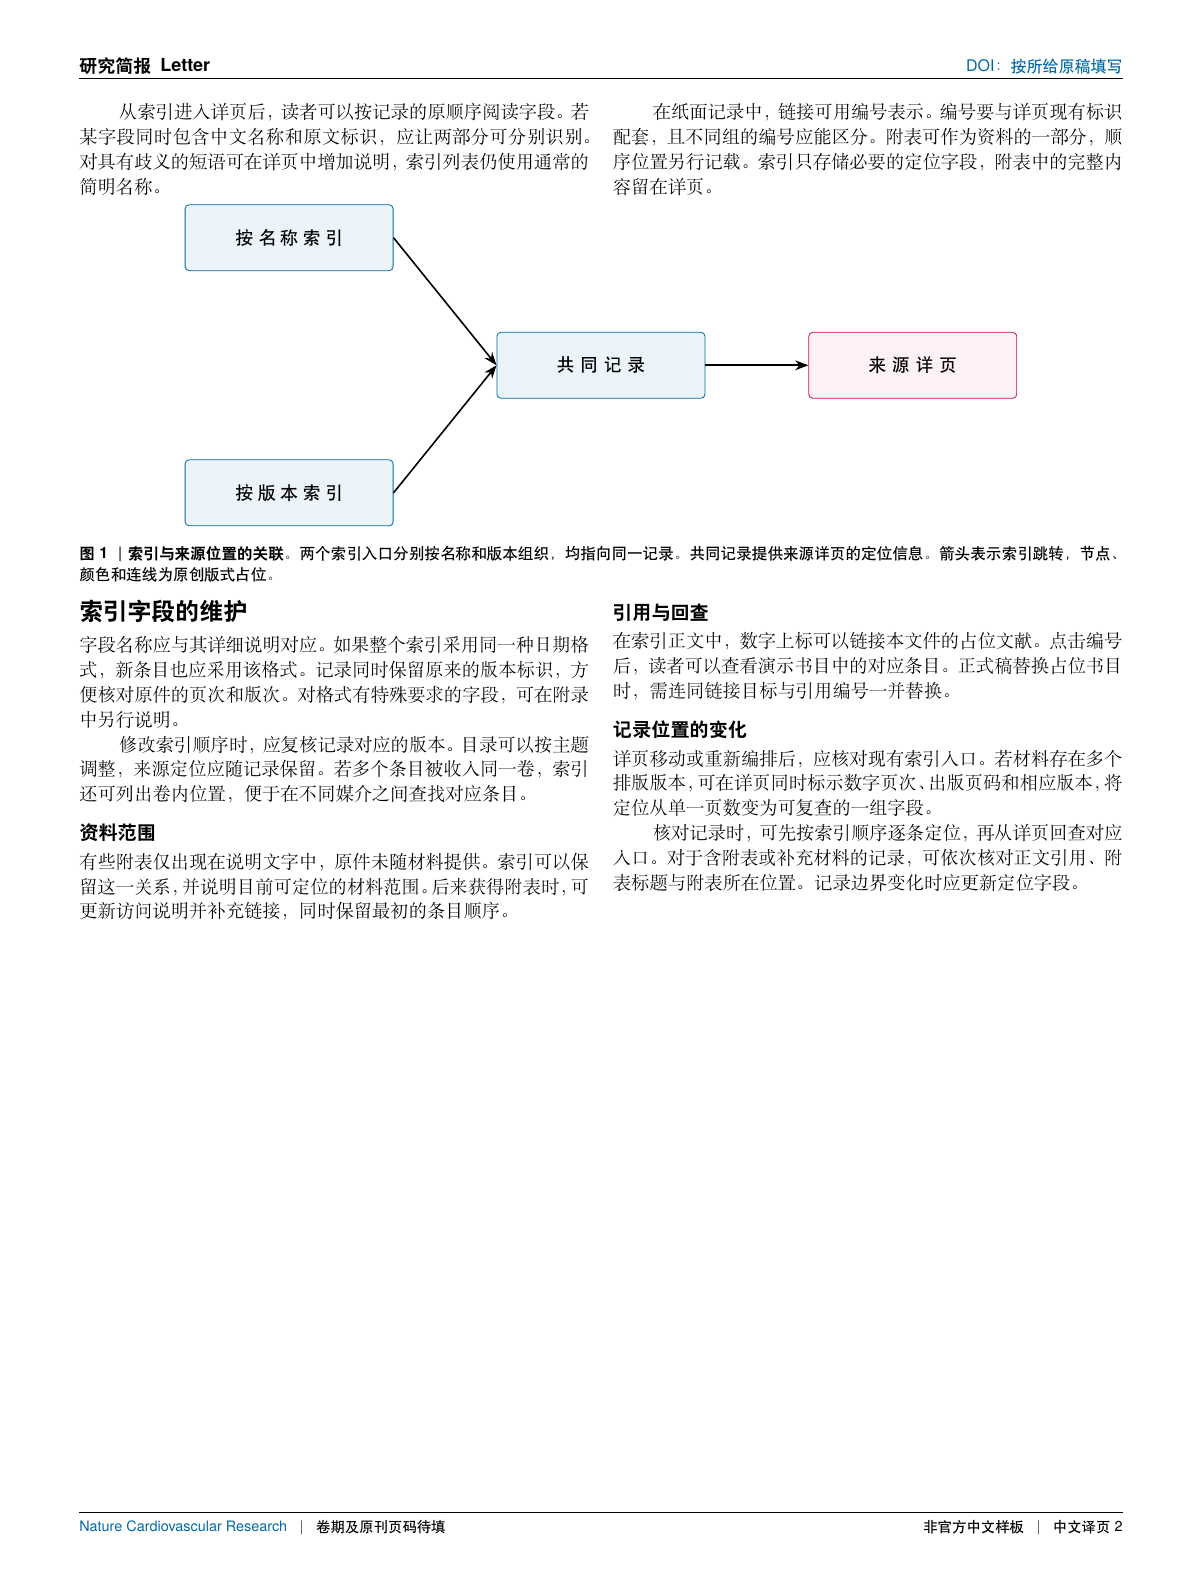 研究简报 Letter
DOI：按所给原稿填写
从索引进入详页后，读者可以按记录的原顺序阅读字段。若
某字段同时包含中文名称和原文标识，应让两部分可分别识别。
对具有歧义的短语可在详页中增加说明，索引列表仍使用通常的
简明名称。
在纸面记录中，链接可用编号表示。编号要与详页现有标识
配套，且不同组的编号应能区分。附表可作为资料的一部分，顺
序位置另行记载。索引只存储必要的定位字段，附表中的完整内
容留在详页。
按名称索引
共同记录
来源详页
按版本索引
图 1 ｜索引与来源位置的关联。两个索引入口分别按名称和版本组织，均指向同一记录。共同记录提供来源详页的定位信息。箭头表示索引跳转，节点、
颜色和连线为原创版式占位。
索引字段的维护
字段名称应与其详细说明对应。如果整个索引采用同一种日期格
式，新条目也应采用该格式。记录同时保留原来的版本标识，方
便核对原件的页次和版次。对格式有特殊要求的字段，可在附录
中另行说明。
修改索引顺序时，应复核记录对应的版本。目录可以按主题
调整，来源定位应随记录保留。若多个条目被收入同一卷，索引
还可列出卷内位置，便于在不同媒介之间查找对应条目。
资料范围
有些附表仅出现在说明文字中，原件未随材料提供。索引可以保
留这一关系，并说明目前可定位的材料范围。后来获得附表时，可
更新访问说明并补充链接，同时保留最初的条目顺序。
引用与回查
在索引正文中，数字上标可以链接本文件的占位文献。点击编号
后，读者可以查看演示书目中的对应条目。正式稿替换占位书目
时，需连同链接目标与引用编号一并替换。
记录位置的变化
详页移动或重新编排后，应核对现有索引入口。若材料存在多个
排版版本，可在详页同时标示数字页次、出版页码和相应版本，将
定位从单一页数变为可复查的一组字段。
核对记录时，可先按索引顺序逐条定位，再从详页回查对应
入口。对于含附表或补充材料的记录，可依次核对正文引用、附
表标题与附表所在位置。记录边界变化时应更新定位字段。
Nature Cardiovascular Research ｜ 卷期及原刊页码待填
非官方中文样板 ｜ 中文译页 2